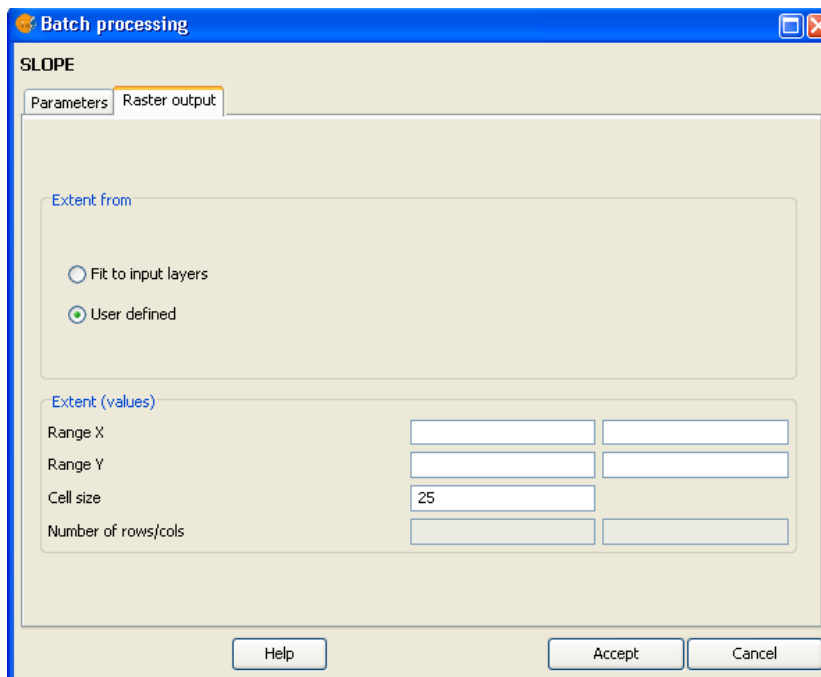 Batch processing
SLOPE
Parameters
Raster output
Extent from
Fit to input layers
User defined
Extent (values)
Range X
Range Y
Cell size 25
Number of rows/cols
Help Accept Cancel